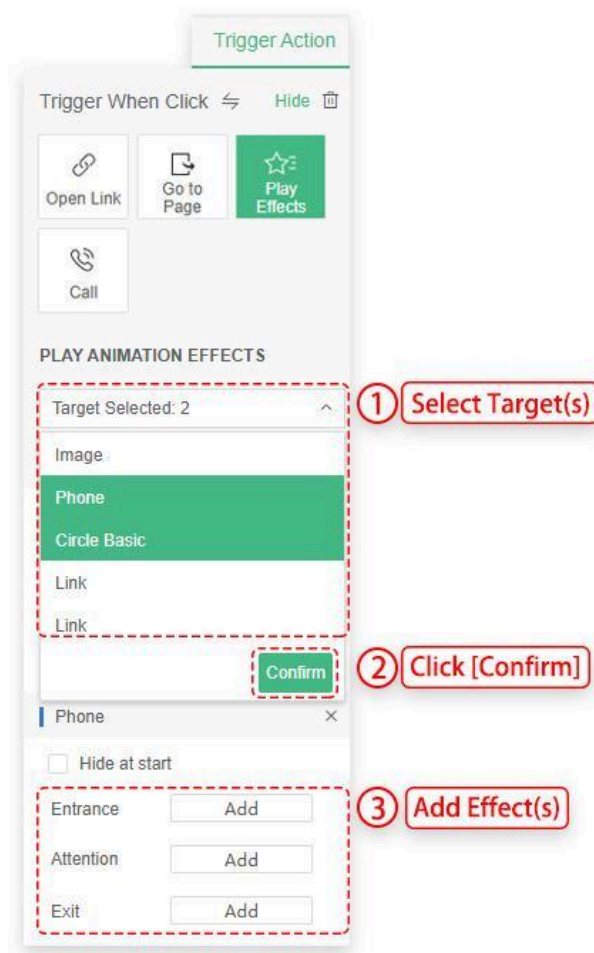 Trigger Action
Trigger When Click Hide
Open Link
Go to
Page
Play
Effects
Call
PLAY ANIMATION EFFECTS
Target Selected: 2
1 Select Target(s)
Image
Phone
Circle Basic
Link
Link
Confirm
2 Click [Confirm]
Phone
Hide at start
Entrance Add
3 Add Effect(s)
Attention Add
Exit Add